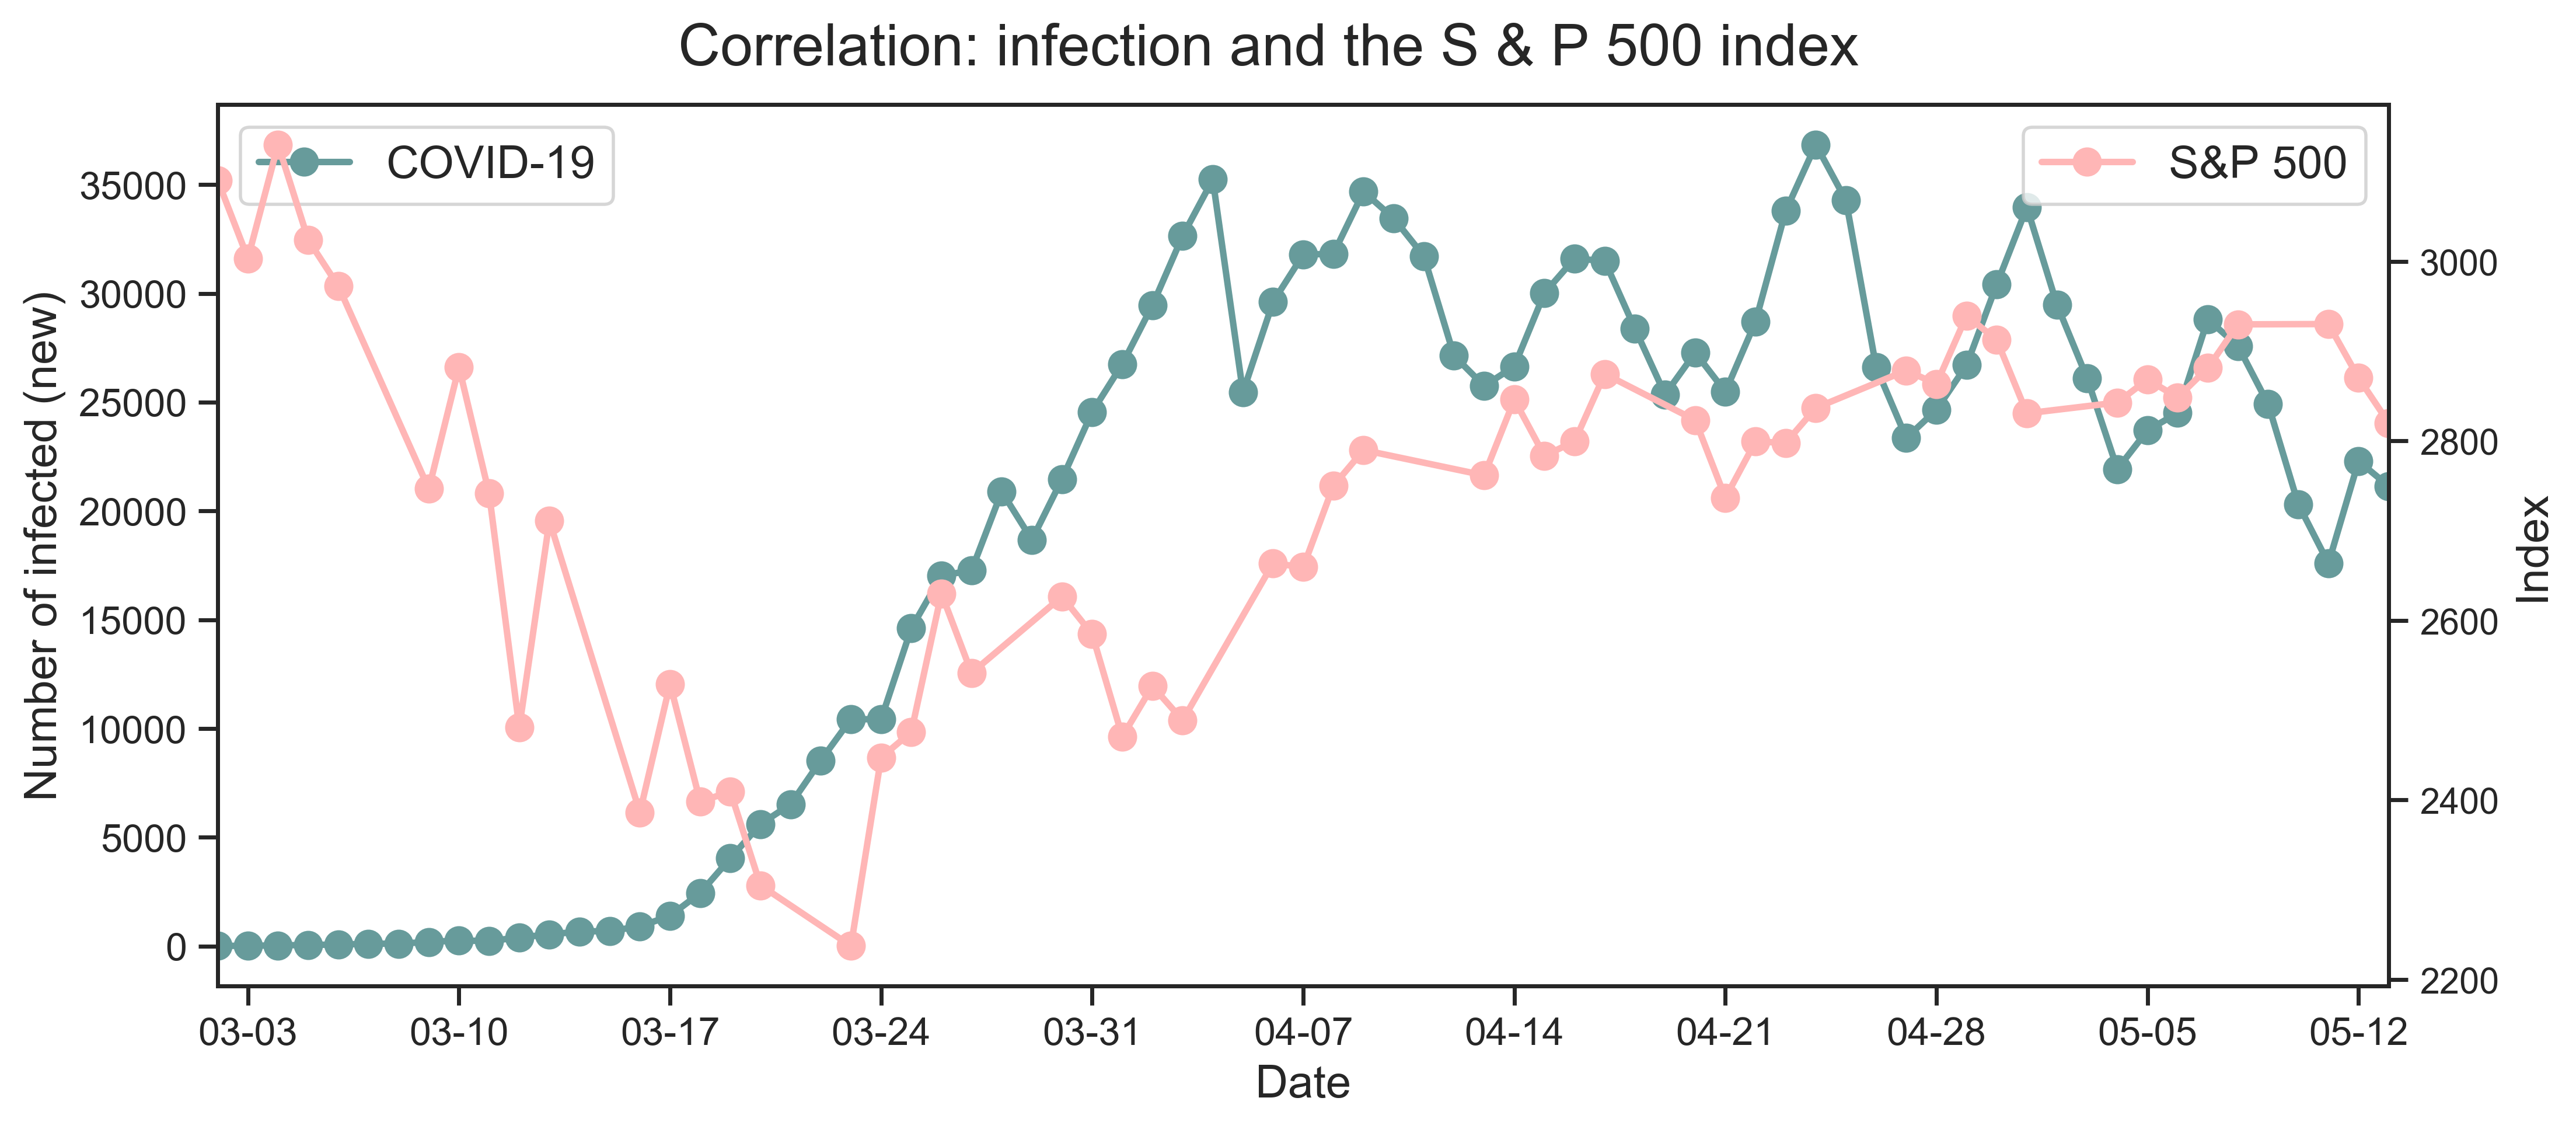 Correlation: infection and the S & P 500 index
COVID-19
S&P 500
Number of infected (new)
35000
30000
25000
20000
15000
10000
5000
0
3000
2800
2600
2400
2200
Index
03-03 03-10 03-17 03-24 03-31 04-07 04-14 04-21 04-28 05-05 05-12
Date